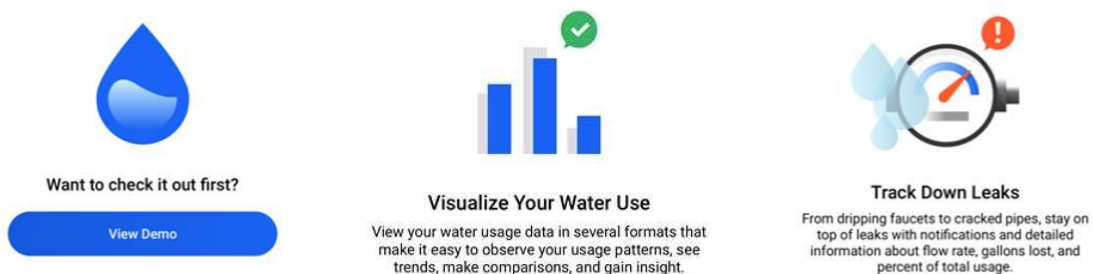 Want to check it out first?
View Demo
Visualize Your Water Use
View your water usage data in several formats that
make it easy to observe your usage patterns, see
trends, make comparisons, and gain insight.
Track Down Leaks
From dripping faucets to cracked pipes, stay on
top of leaks with notifications and detailed
information about flow rate, gallons lost, and
percent of total usage.